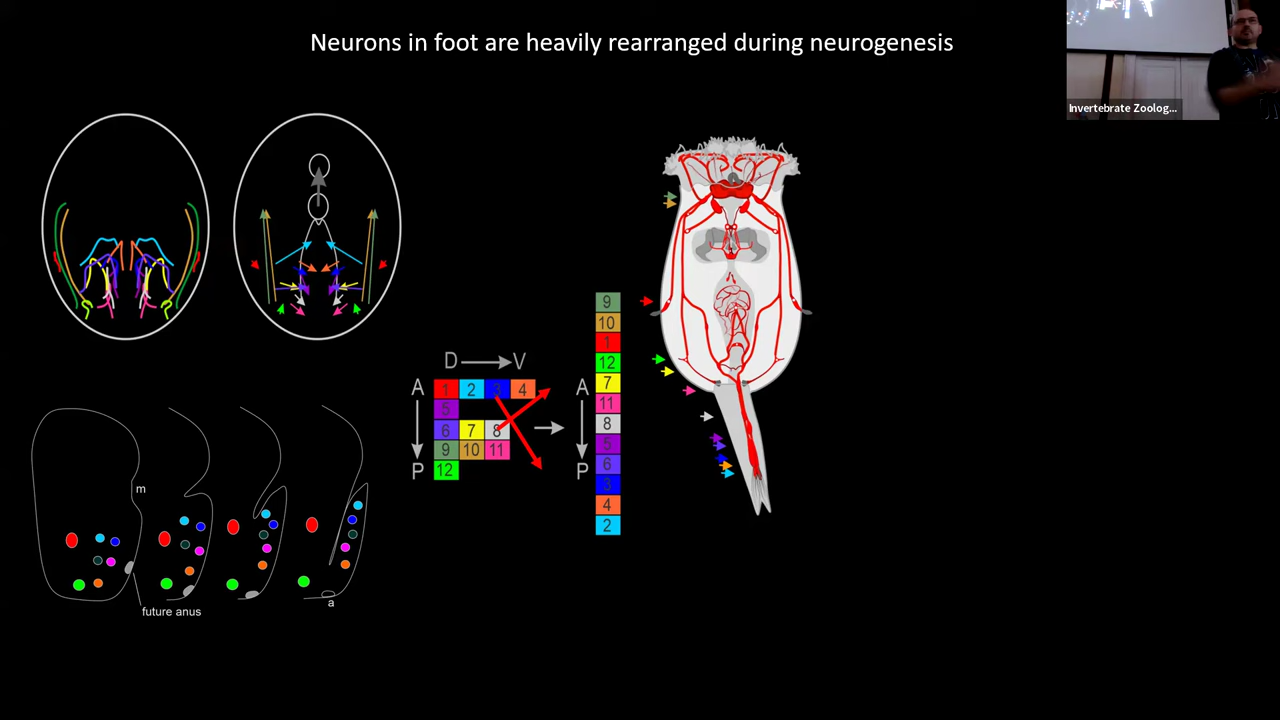 Neurons in foot are heavily rearranged during neurogenesis
Invertebrate Zoolog...
D V
A 1 2 3 4
5
6 7 8
9 10 11
P 12
A
P
9
10
1
12
7
11
8
5
6
3
4
2
m
future anus
a